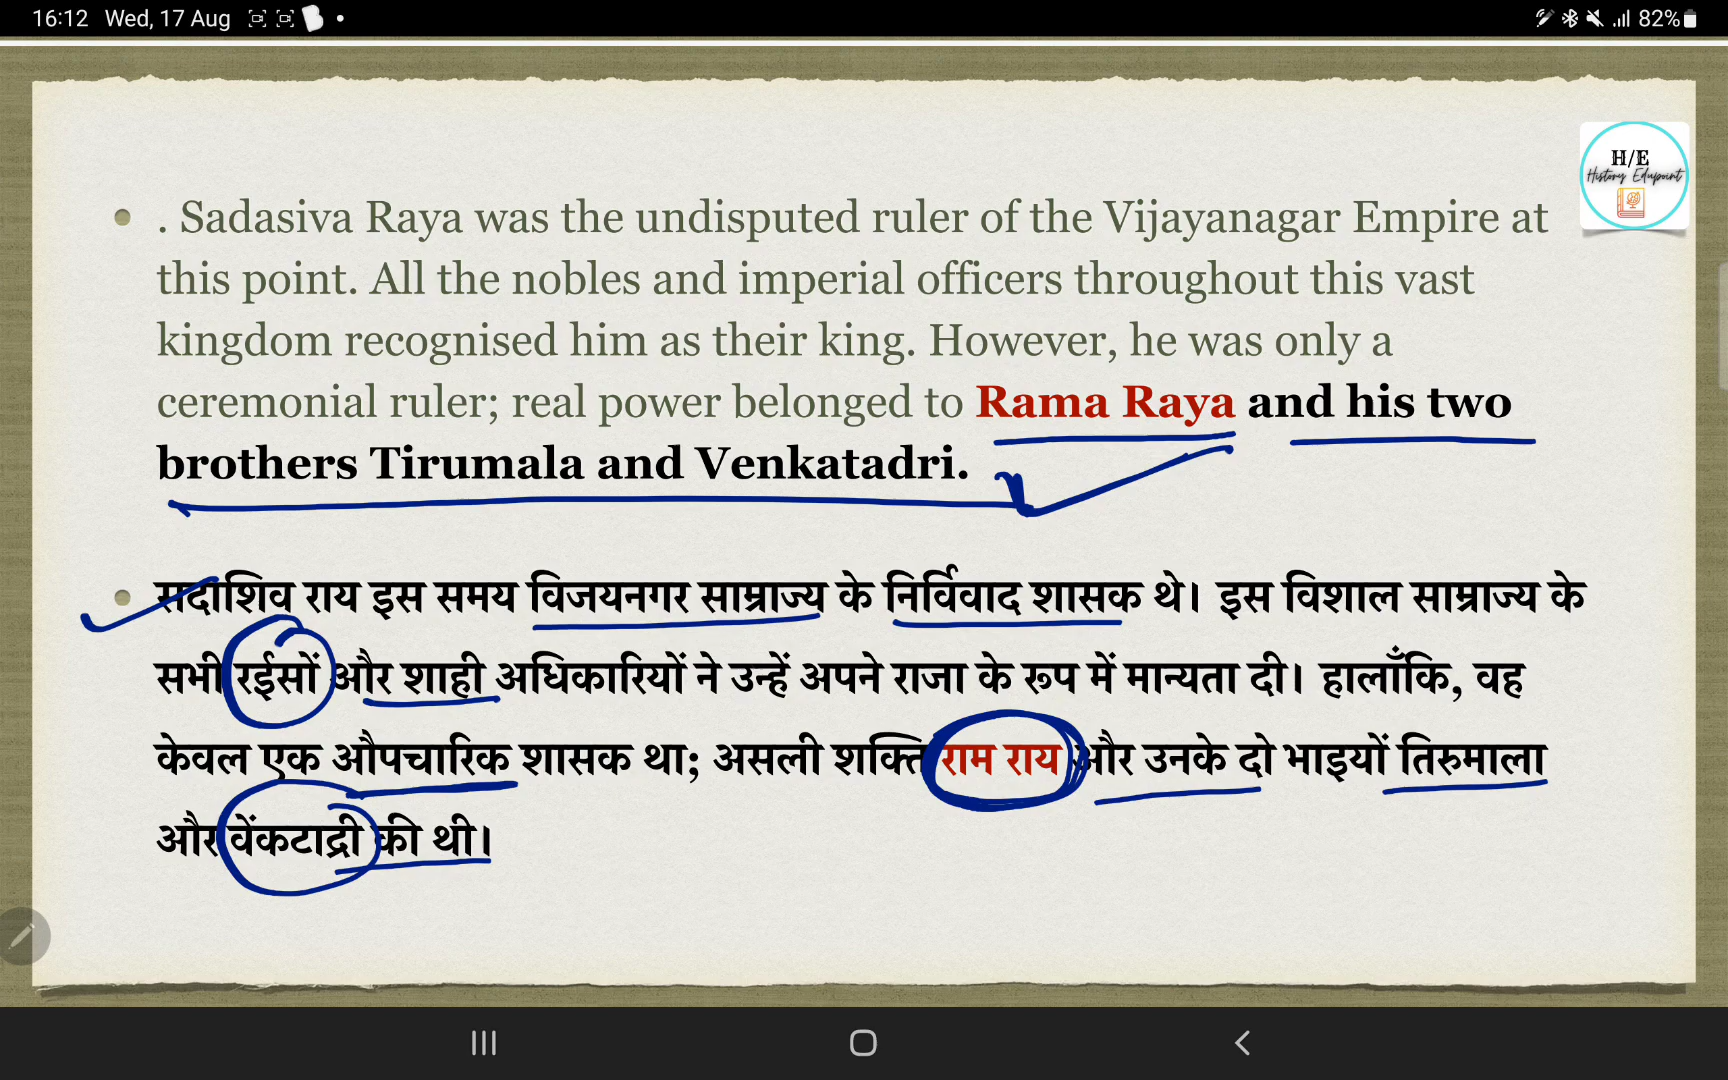 16:12 Wed, 17 Aug
82%
H/E
History Edupoint
. Sadasiva Raya was the undisputed ruler of the Vijayanagar Empire at
this point. All the nobles and imperial officers throughout this vast
kingdom recognised him as their king. However, he was only a
ceremonial ruler; real power belonged to Rama Raya and his two
brothers Tirumala and Venkatadri.
सदाशिव राय इस समय विजयनगर साम्राज्य के निर्विवाद शासक थे। इस विशाल साम्राज्य के
सभी रईसों और शाही अधिकारियों ने उन्हें अपने राजा के रूप में मान्यता दी। हालाँकि, वह
केवल एक औपचारिक शासक था; असली शक्ति राम राय और उनके दो भाइयों तिरुमाला
और वेंकटाद्री की थी।